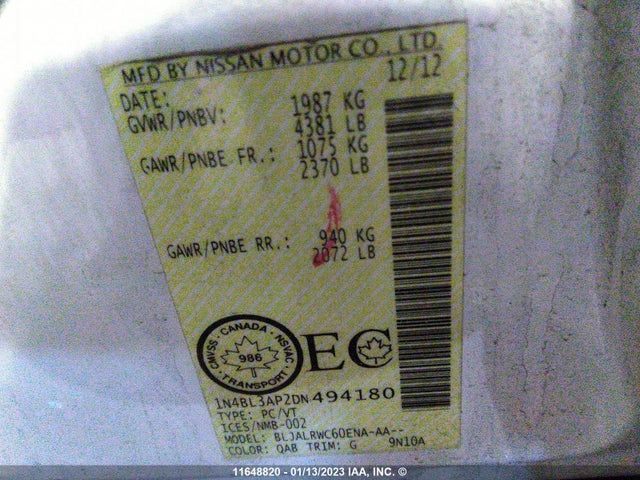 MFD BY NISSAN MOTOR CO., LTD.
DATE: 12/12
GVWR/PNBV: 1987 KG
4381 LB
GAWR/PNBE FR.: 1075 KG
2370 LB
GAWR/PNBE RR.: 940 KG
2072 LB
CANADA
CMVSS · NSVAC
986
TRANSPORT
EC
1N4BL3AP2DN494180
TYPE: PC/VT
ICES/NMB-002
MODEL: BLJALRWC60ENA-AA--
COLOR: QAB TRIM: G 9N10A
11648820 - 01/13/2023 IAA, INC. ©